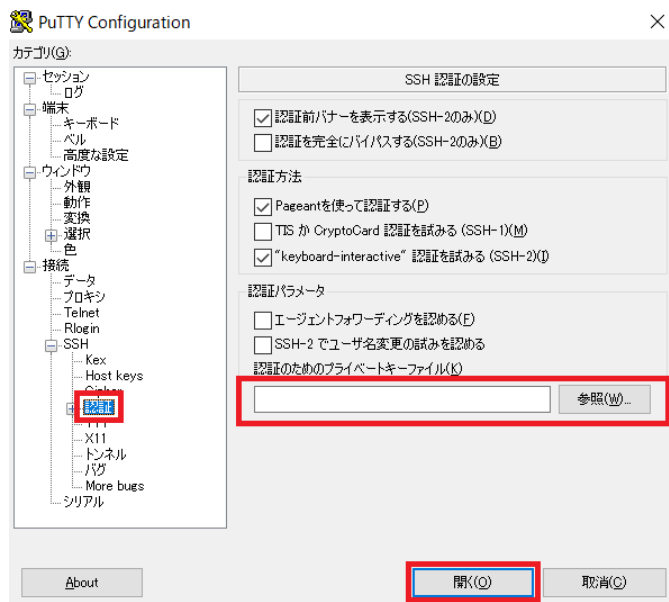 PuTTY Configuration
カテゴリ(G):
セッション
ログ
端末
キーボード
ベル
高度な設定
ウィンドウ
外観
動作
変換
選択
色
接続
データ
プロキシ
Telnet
Rlogin
SSH
Kex
Host keys
Cipher
認証
TTY
X11
トンネル
バグ
More bugs
シリアル
SSH 認証の設定
認証前バナーを表示する(SSH-2のみ)(D)
認証を完全にバイパスする(SSH-2のみ)(B)
認証方法
Pageantを使って認証する(P)
TIS か CryptoCard 認証を試みる (SSH-1)(M)
"keyboard-interactive" 認証を試みる (SSH-2)(I)
認証パラメータ
エージェントフォワーディングを認める(F)
SSH-2 でユーザ名変更の試みを認める
認証のためのプライベートキーファイル(K)
参照(W)...
About
開く(O)
取消(C)